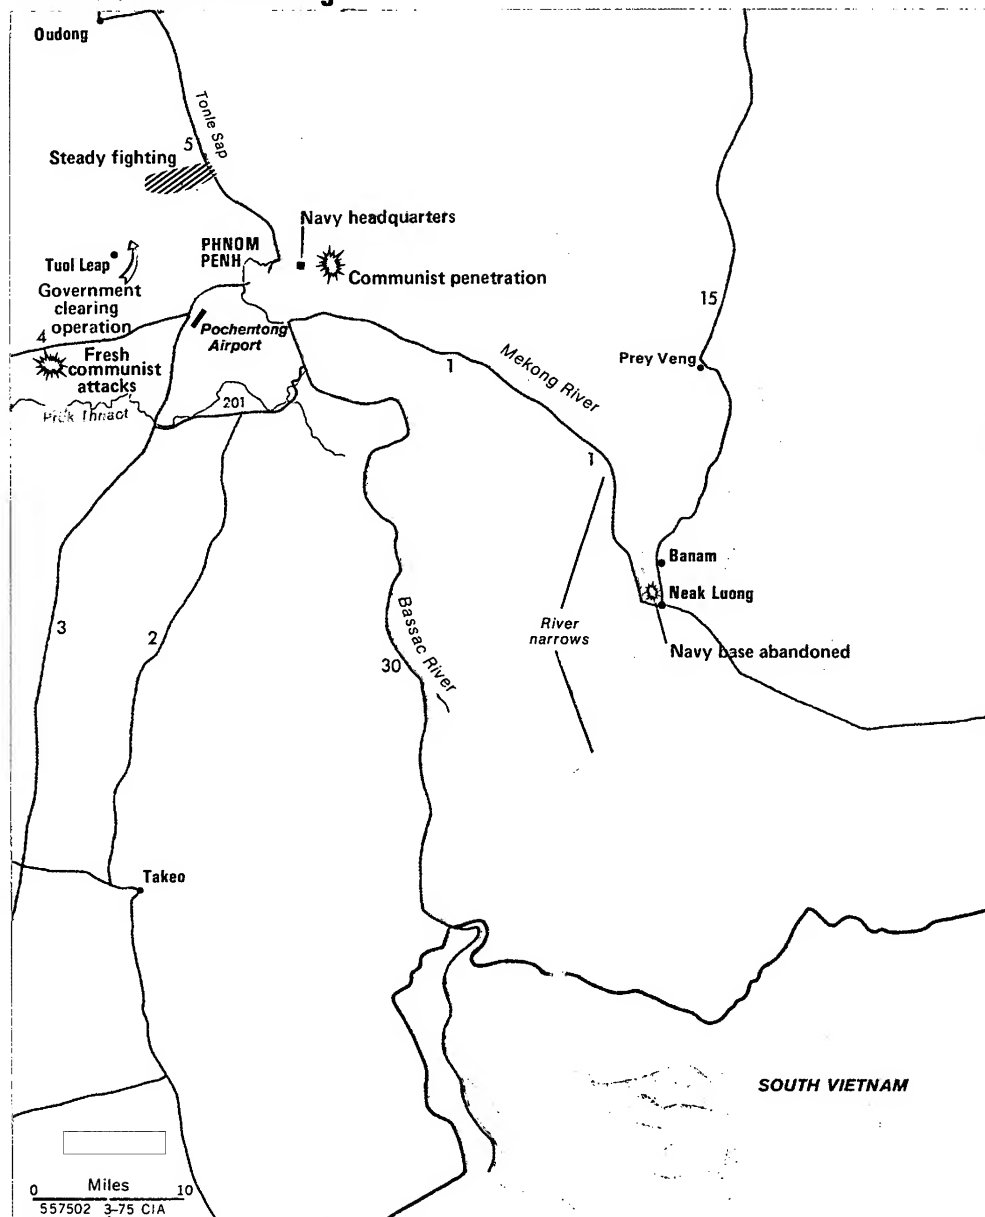 Oudong
Tonle Sap
5
Steady fighting
Navy headquarters
PHNOM
PENH
Tuol Leap
Communist penetration
Government
clearing
operation
15
4
Pochentong
Airport
Fresh
communist
attacks
1
Mekong River
Prey Veng
201
Prek Thnaot
1
Banam
Neak Luong
3
2
Bassac River
River
narrows
30
Navy base abandoned
Takeo
SOUTH VIETNAM
Miles
0 10
557502 3-75 CIA